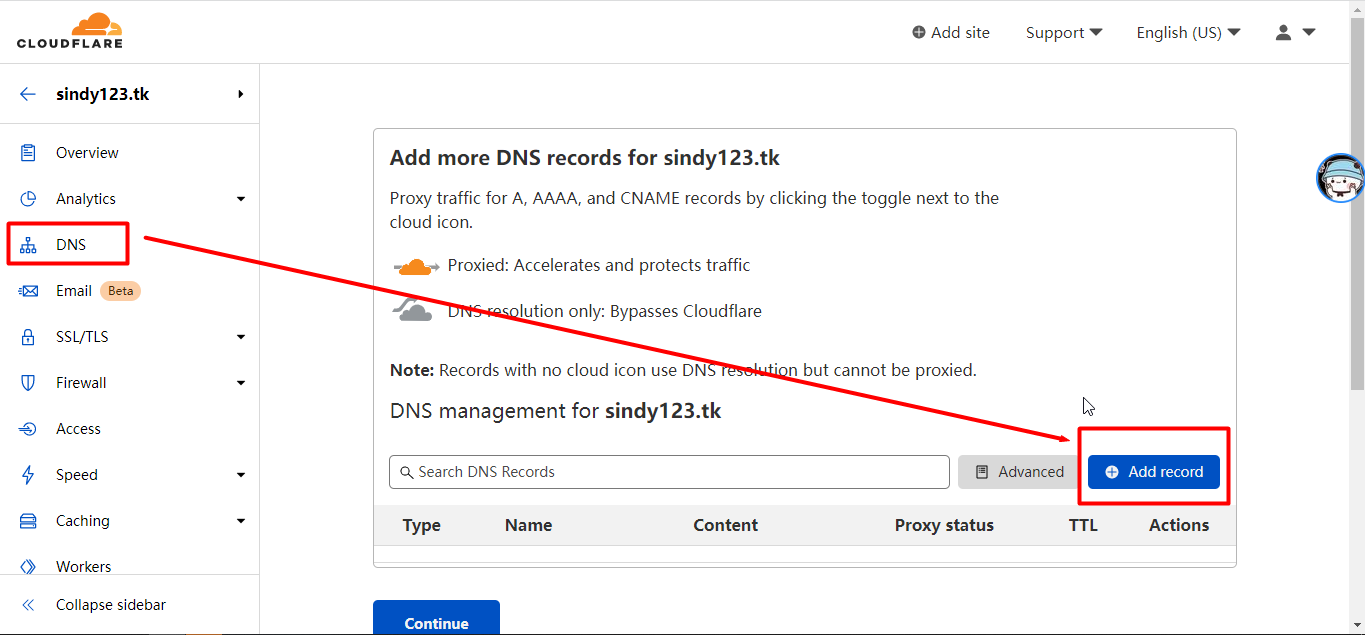 CLOUDFLARE
Add site
Support
English (US)
sindy123.tk
Overview
Analytics
DNS
Email Beta
SSL/TLS
Firewall
Access
Speed
Caching
Workers
Collapse sidebar
Add more DNS records for sindy123.tk
Proxy traffic for A, AAAA, and CNAME records by clicking the toggle next to the
cloud icon.
Proxied: Accelerates and protects traffic
DNS resolution only: Bypasses Cloudflare
Note: Records with no cloud icon use DNS resolution but cannot be proxied.
DNS management for sindy123.tk
Search DNS Records
Advanced
Add record
Type Name Content Proxy status TTL Actions
Continue